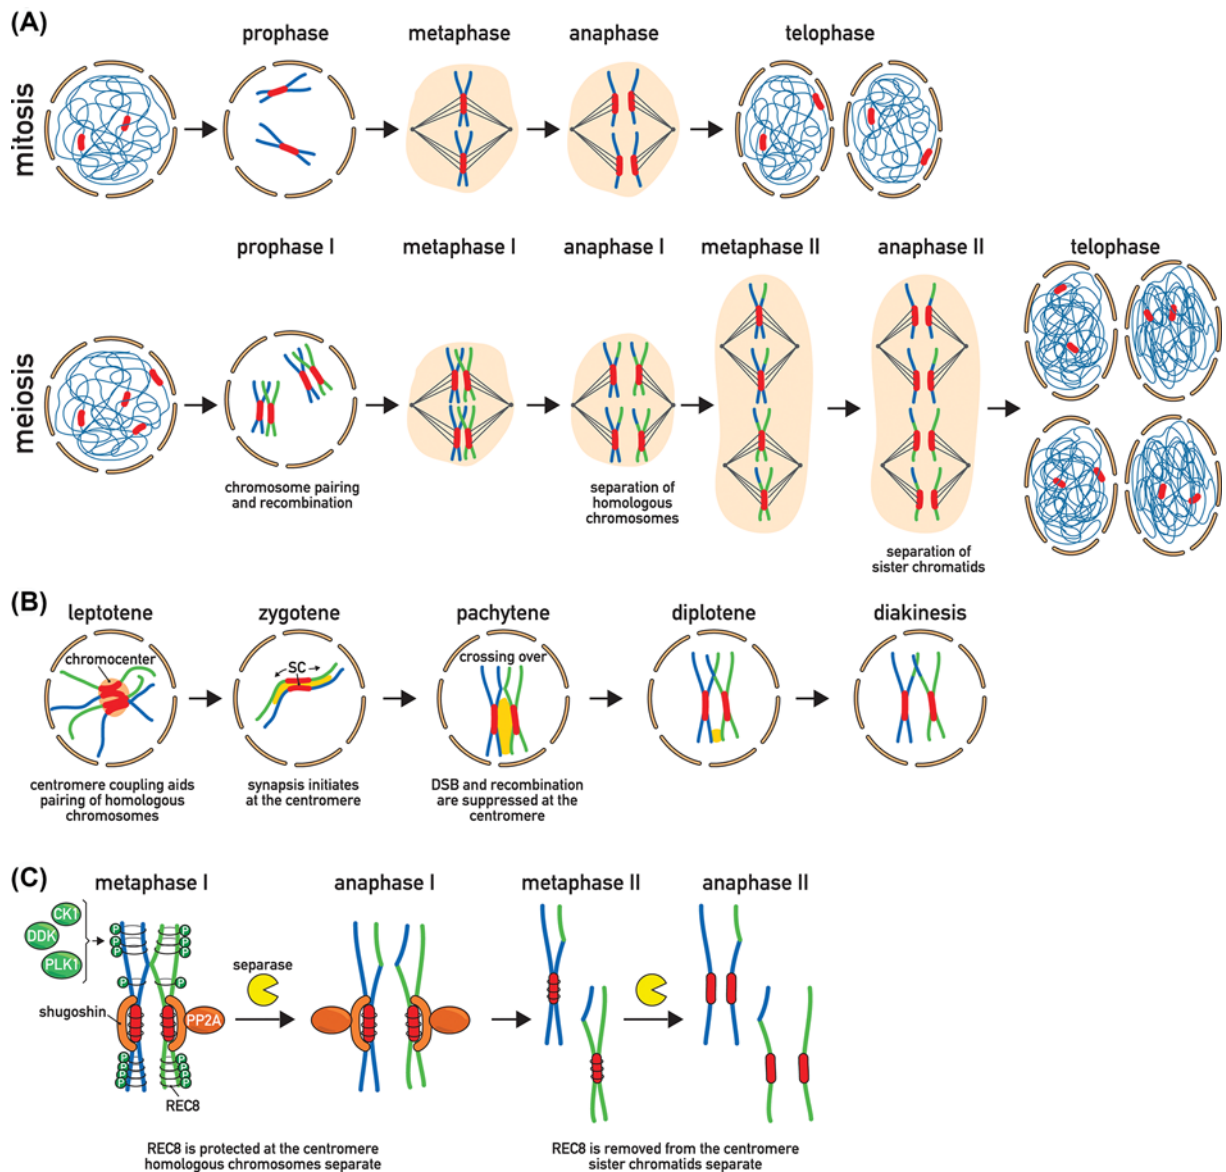 (A)
prophase
metaphase
anaphase
telophase
mitosis
prophase I
metaphase I
anaphase I
metaphase II
anaphase II
telophase
meiosis
chromosome pairing
and recombination
separation of
homologous
chromosomes
separation of
sister chromatids
(B)
leptotene
zygotene
pachytene
diplotene
diakinesis
chromocenter
SC
crossing over
centromere coupling aids
pairing of homologous
chromosomes
synapsis initiates
at the centromere
DSB and recombination
are suppressed at the
centromere
(C)
metaphase I
anaphase I
metaphase II
anaphase II
CK1
DDK
PLK1
P
P
P
P
P
P
P
P
separase
shugoshin
PP2A
P
P
P
P
P
P
P
P
REC8
REC8 is protected at the centromere
homologous chromosomes separate
REC8 is removed from the centromere
sister chromatids separate